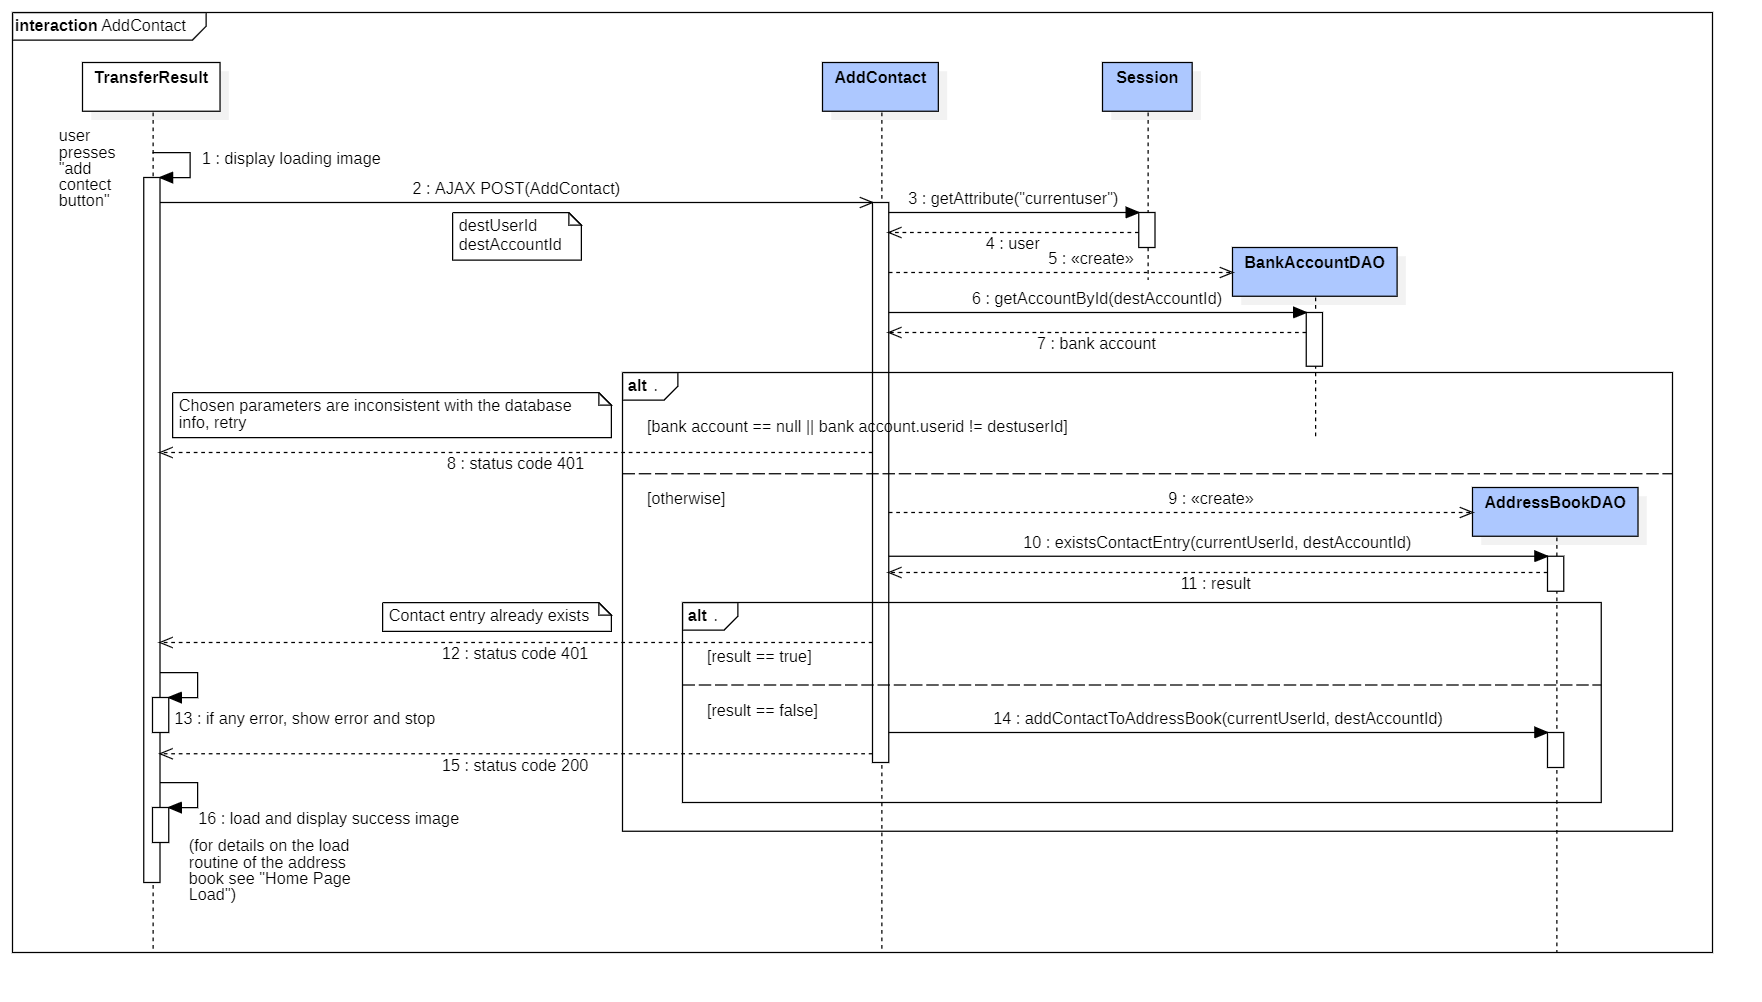 interaction AddContact
TransferResult
AddContact
Session
user
presses
"add
contect
button"
1 : display loading image
2 : AJAX POST(AddContact)
destUserId
destAccountId
3 : getAttribute("currentuser")
4 : user
5 : «create»
BankAccountDAO
6 : getAccountById(destAccountId)
7 : bank account
alt .
Chosen parameters are inconsistent with the database
info, retry
[bank account == null || bank account.userid != destuserId]
8 : status code 401
[otherwise]
9 : «create»
AddressBookDAO
10 : existsContactEntry(currentUserId, destAccountId)
11 : result
Contact entry already exists
alt .
12 : status code 401
[result == true]
13 : if any error, show error and stop
[result == false]
14 : addContactToAddressBook(currentUserId, destAccountId)
15 : status code 200
16 : load and display success image
(for details on the load
routine of the address
book see "Home Page
Load")